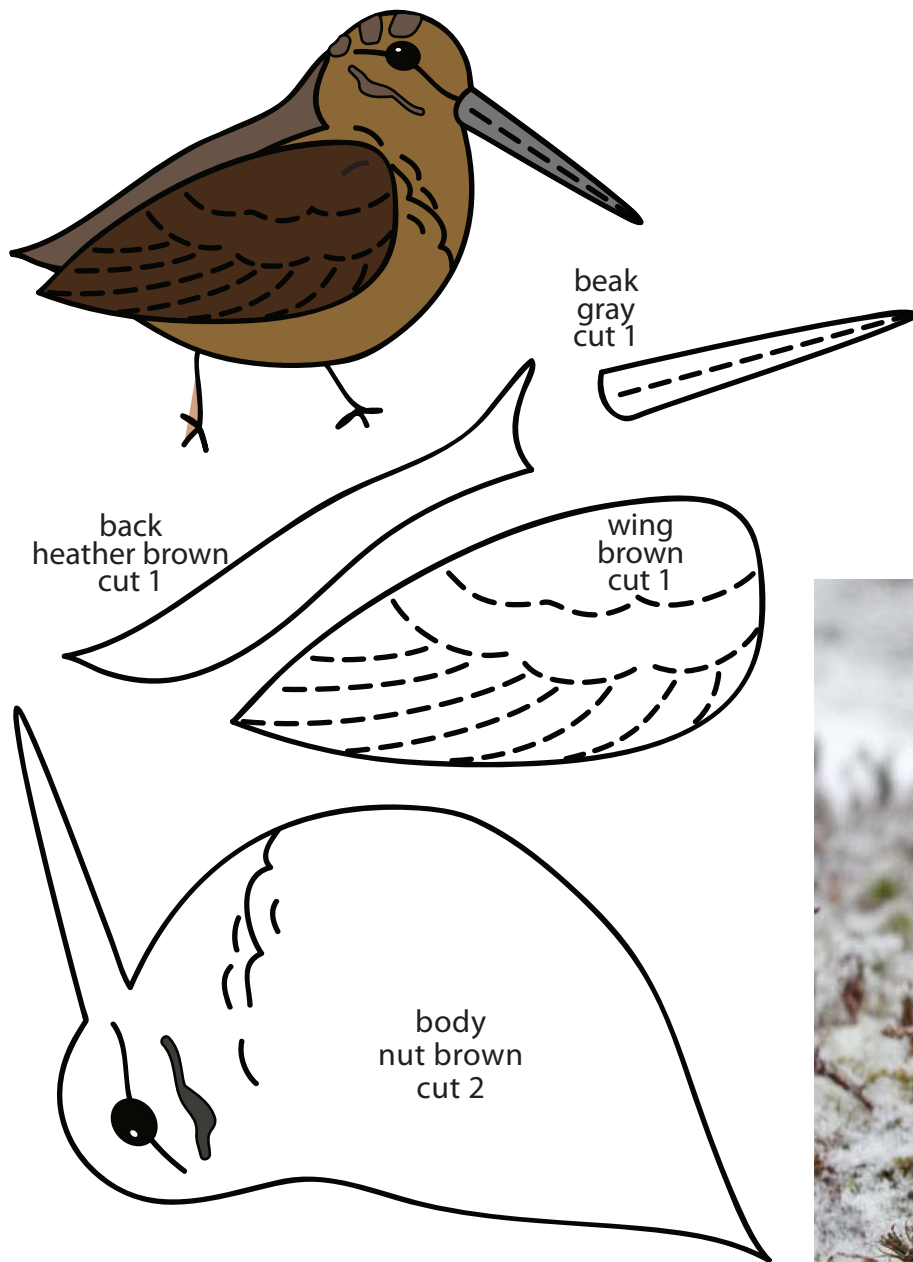 beak
gray
cut 1
back
heather brown
cut 1
wing
brown
cut 1
body
nut brown
cut 2